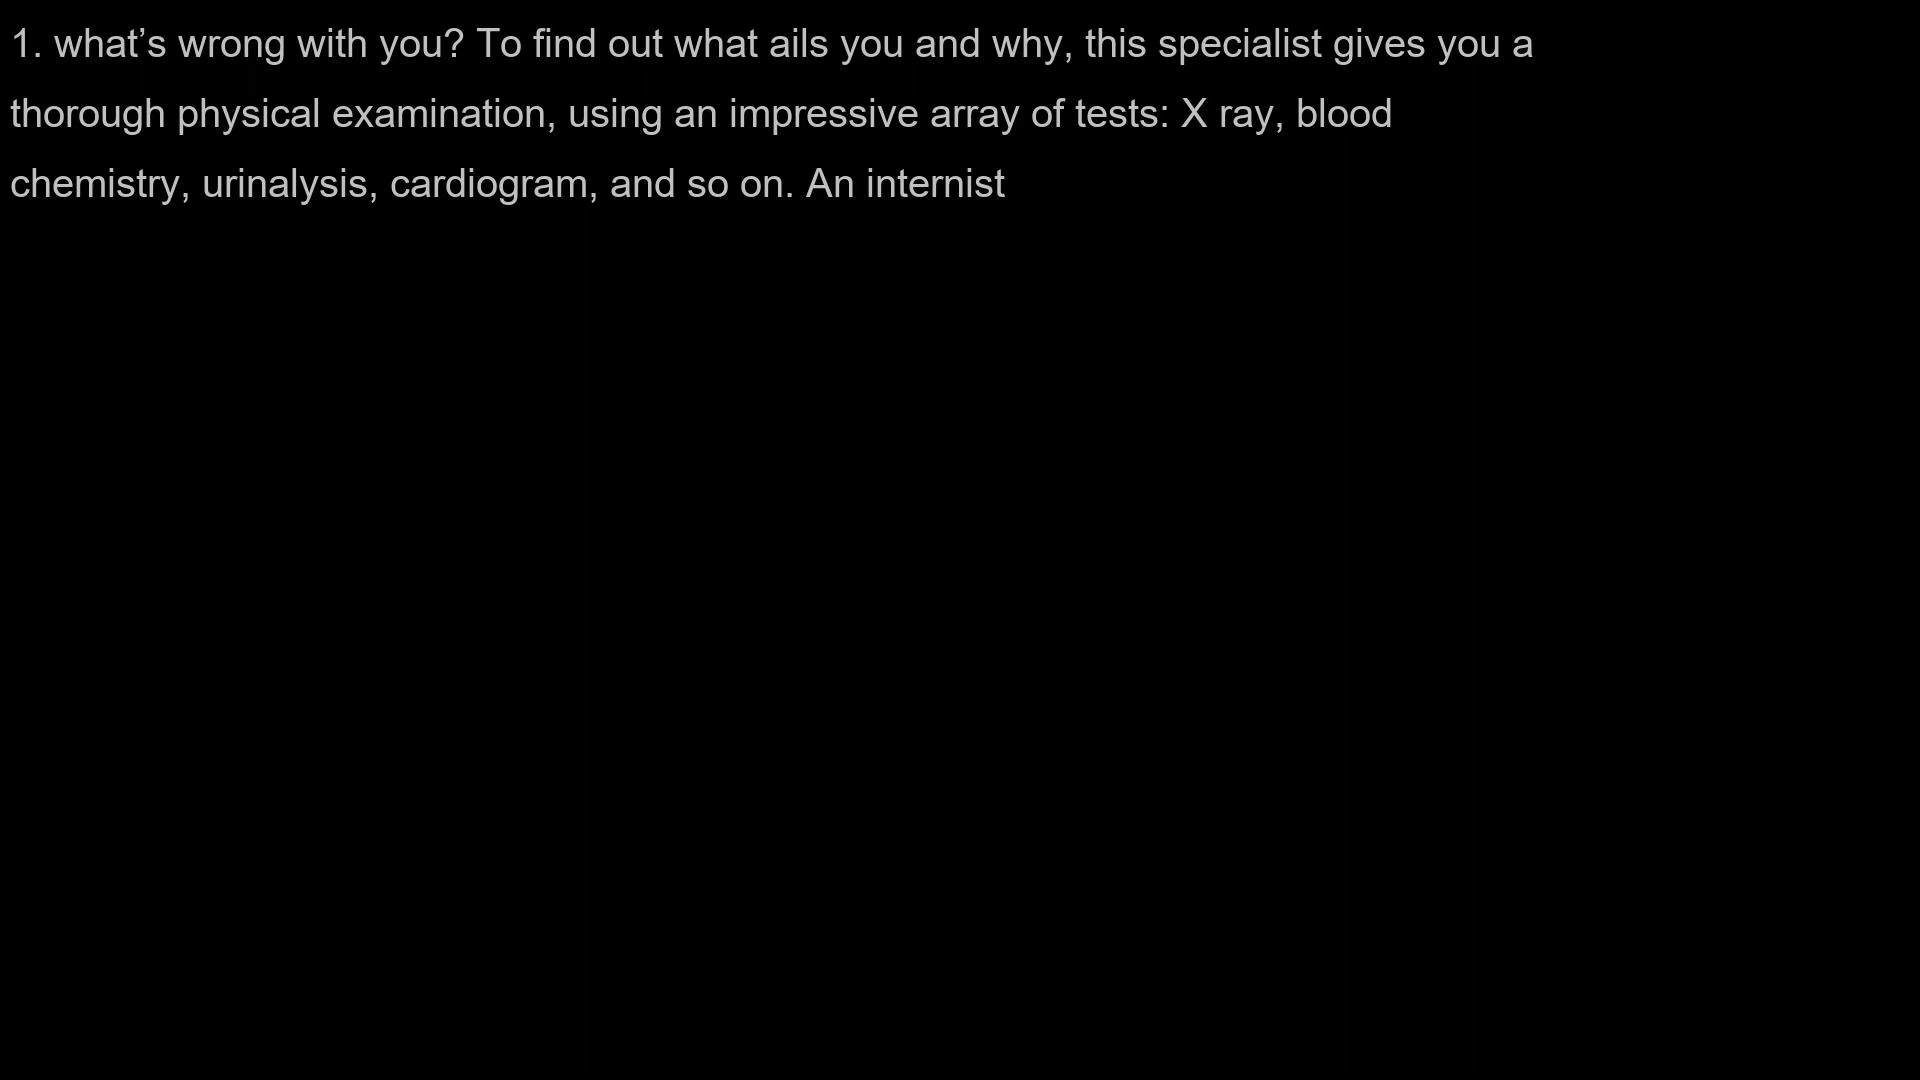 1. what’s wrong with you? To find out what ails you and why, this specialist gives you a
thorough physical examination, using an impressive array of tests: X ray, blood
chemistry, urinalysis, cardiogram, and so on. An internist